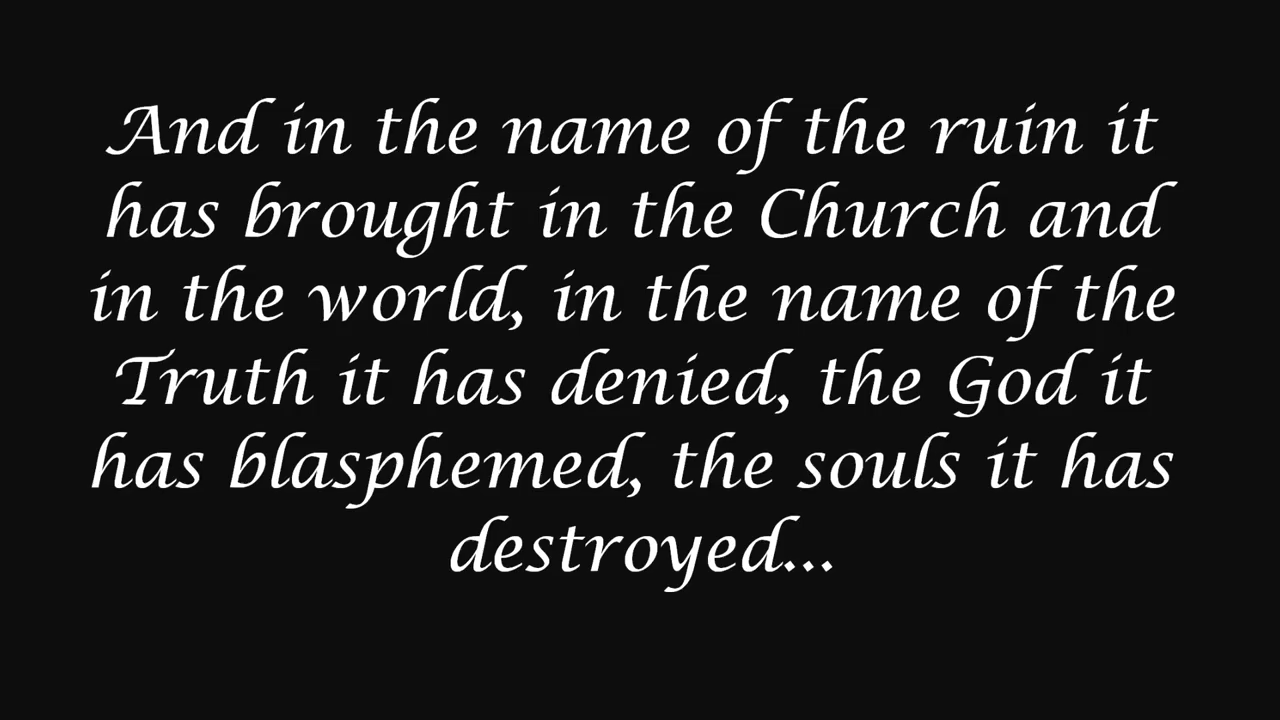 And in the name of the ruin it
has brought in the Church and
in the world, in the name of the
Truth it has denied, the God it
has blasphemed, the souls it has
destroyed...